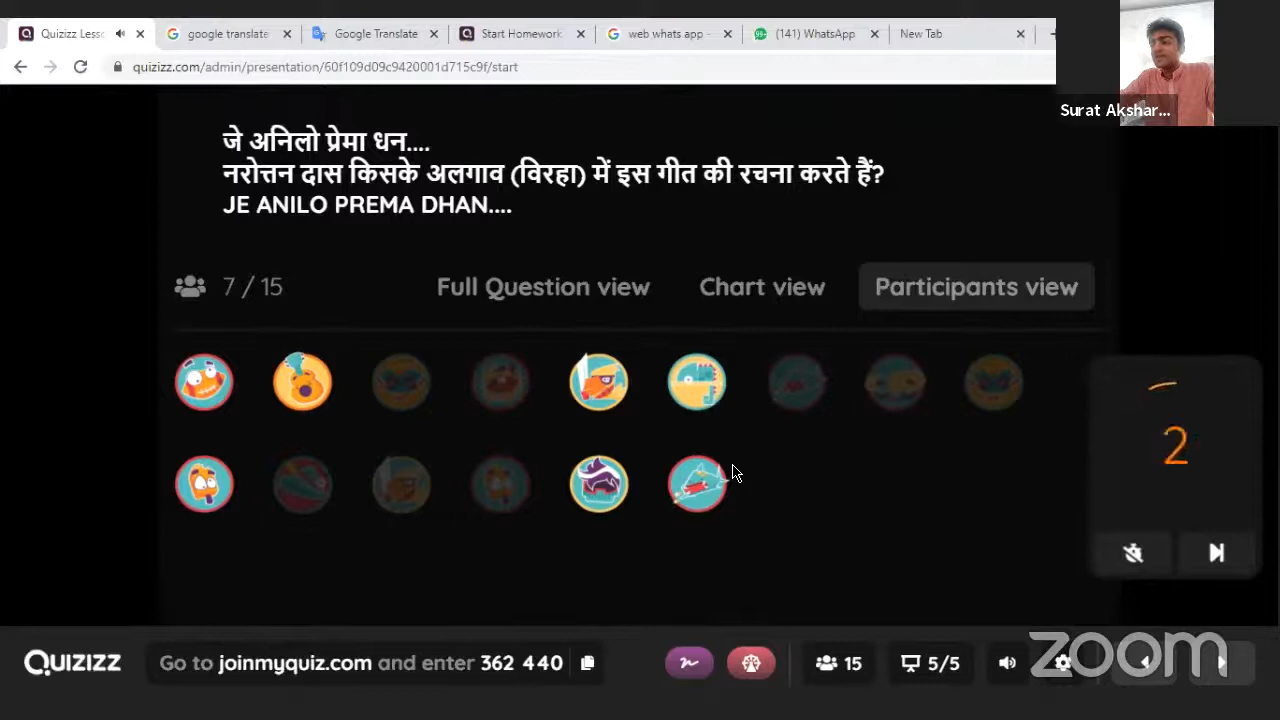 Quizizz Less
google translate
Google Translate
Start Homework
web whats app -
(141) WhatsApp
New Tab
quizizz.com/admin/presentation/60f109d09c9420001d715c9f/start
Surat Akshar...
जे अनिलो प्रेमा धन....
नरोत्तन दास किसके अलगाव (विरहा) में इस गीत की रचना करते हैं?
JE ANILO PREMA DHAN....
7 / 15
Full Question view
Chart view
Participants view
2
QUIZIZZ
Go to joinmyquiz.com and enter 362 440
15
5/5
zoom